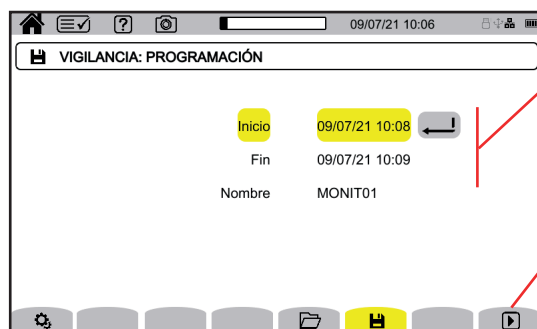 09/07/21 10:06
VIGILANCIA: PROGRAMACIÓN
Inicio 09/07/21 10:08
Fin 09/07/21 10:09
Nombre MONIT01